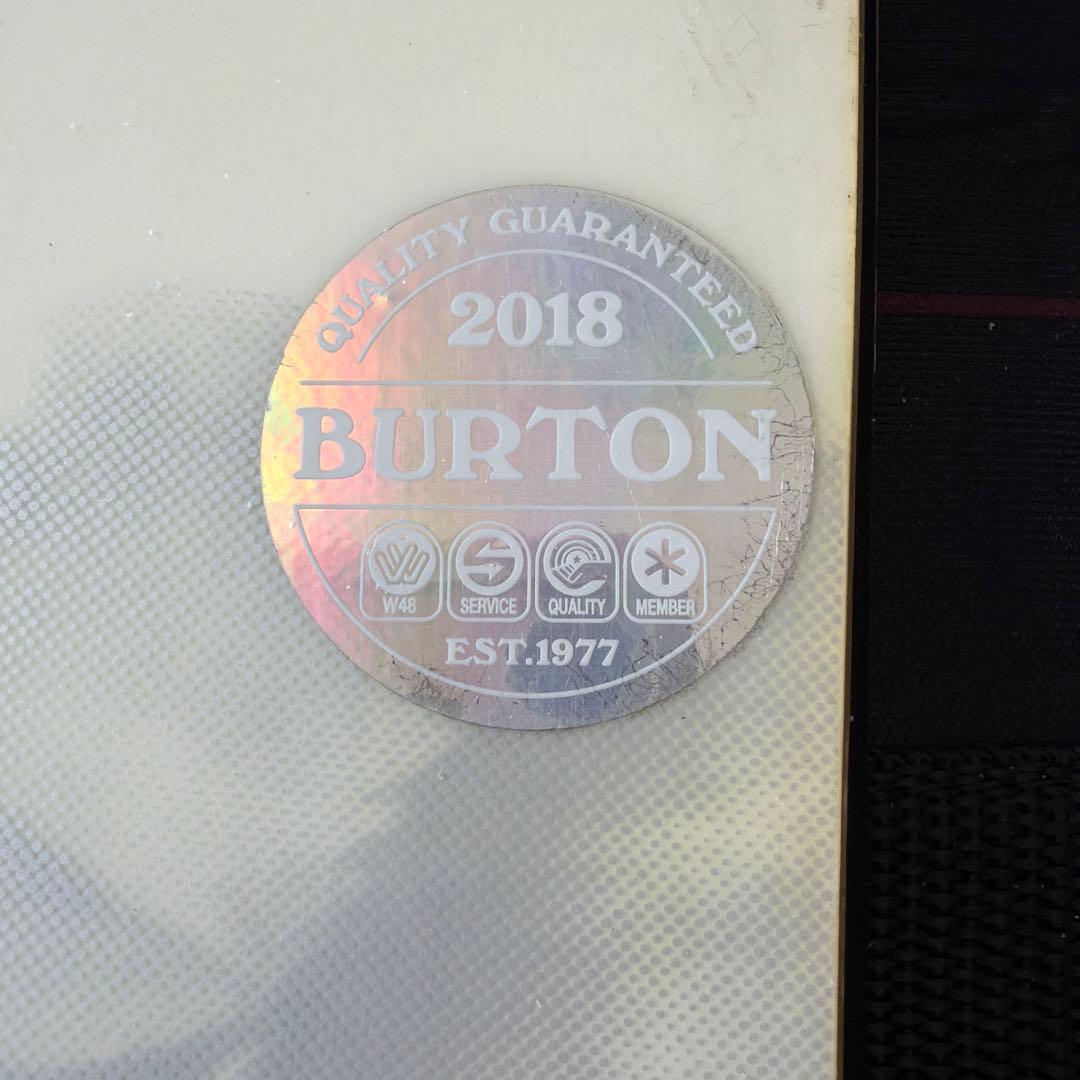 QUALITY GUARANTEED
2018
BURTON
W48 SERVICE QUALITY MEMBER
EST.1977